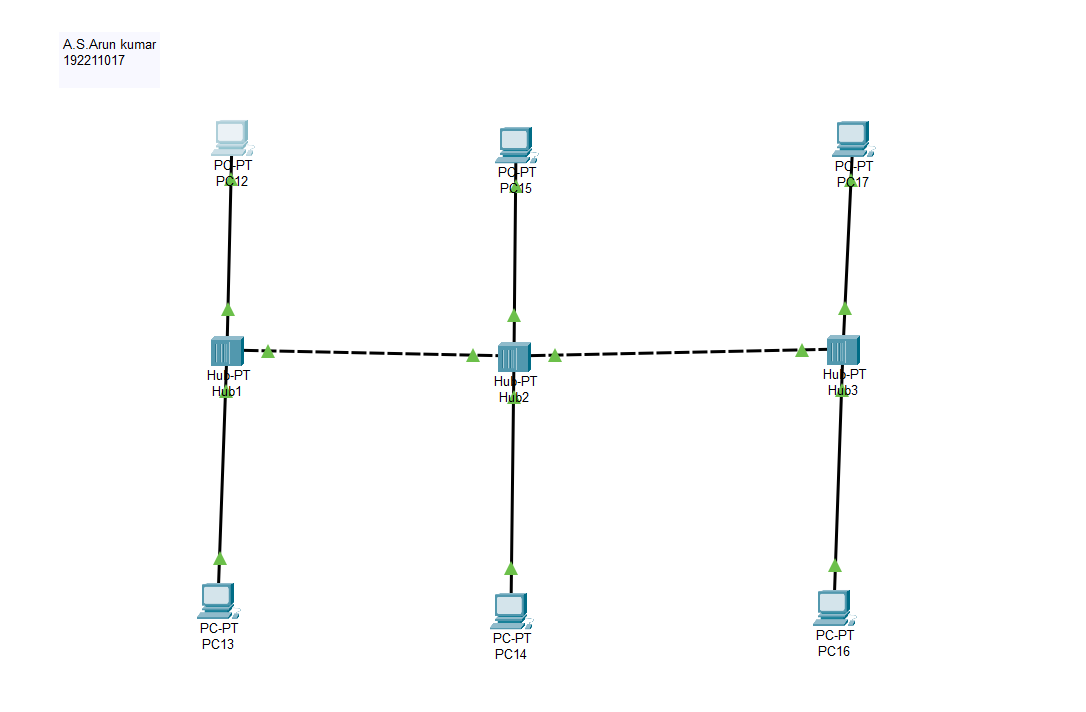 A.S.Arun kumar
192211017
PC-PT
PC12
PC-PT
PC15
PC-PT
PC17
Hub-PT
Hub1
Hub-PT
Hub2
Hub-PT
Hub3
PC-PT
PC13
PC-PT
PC14
PC-PT
PC16